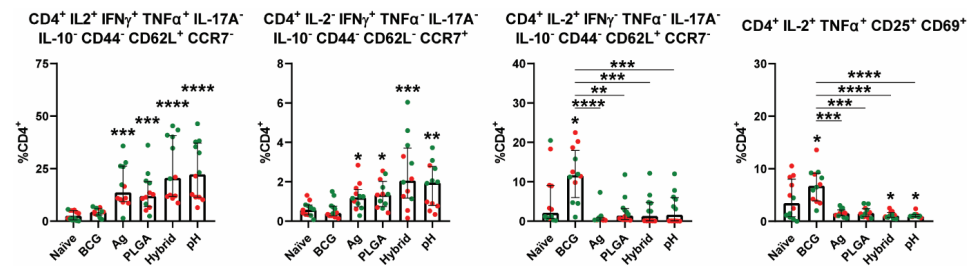 CD4⁺ IL2⁺ IFNγ⁺ TNFα⁺ IL-17A⁻
IL-10⁻ CD44⁻ CD62L⁺ CCR7⁻
%CD4⁺
75
50
25
0
***
***
****
****
Naïve
BCG
Ag
PLGA
Hybrid
pH
CD4⁺ IL-2⁻ IFNγ⁺ TNFα⁻ IL-17A⁻
IL-10⁻ CD44⁻ CD62L⁻ CCR7⁺
%CD4⁺
8
6
4
2
0
*
*
***
**
Naïve
BCG
Ag
PLGA
Hybrid
pH
CD4⁺ IL-2⁺ IFNγ⁻ TNFα⁻ IL-17A⁻
IL-10⁻ CD44⁻ CD62L⁺ CCR7⁻
%CD4⁺
40
30
20
10
0
***
***
**
****
*
Naïve
BCG
Ag
PLGA
Hybrid
pH
CD4⁺ IL-2⁺ TNFα⁺ CD25⁺ CD69⁺
%CD4⁺
30
20
10
0
****
****
***
***
*
*
*
Naïve
BCG
Ag
PLGA
Hybrid
pH